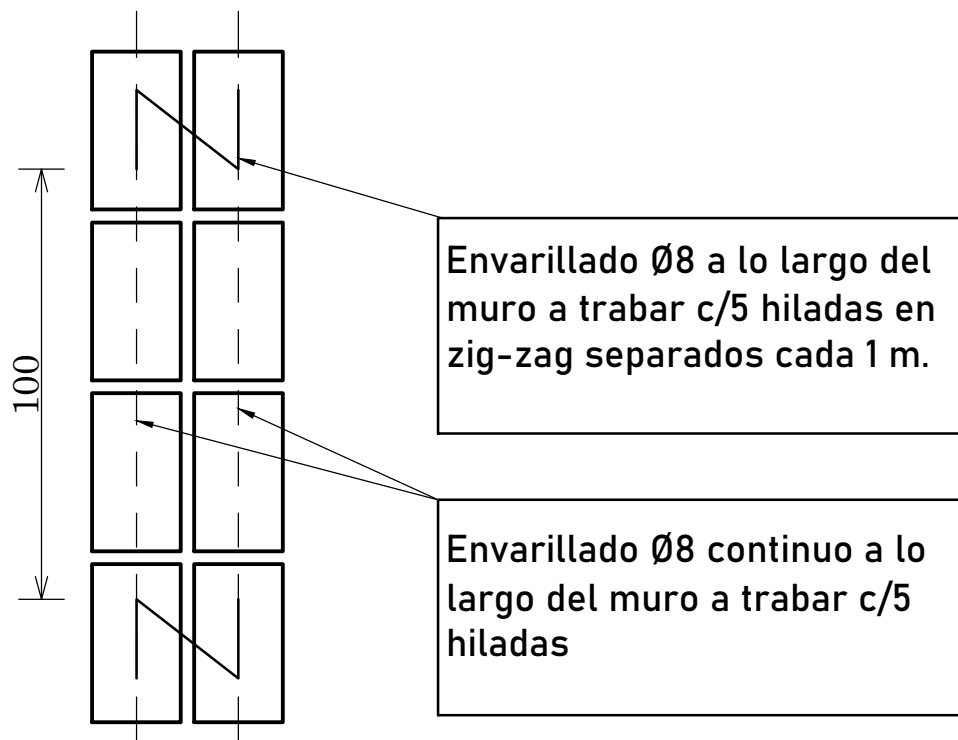 Envarillado Ø8 a lo largo del
muro a trabar c/5 hiladas en
zig-zag separados cada 1 m.
100
Envarillado Ø8 continuo a lo
largo del muro a trabar c/5
hiladas